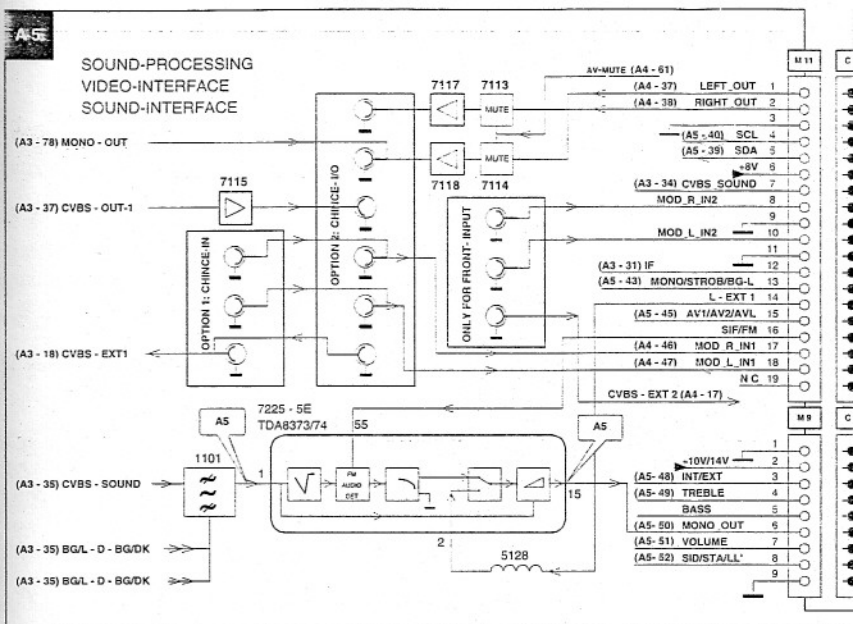 A5
SOUND-PROCESSING
VIDEO-INTERFACE
SOUND-INTERFACE
(A3 - 78) MONO - OUT
7115
(A3 - 37) CVBS - OUT-1
OPTION 1: CHINCE-IN
(A3 - 18) CVBS - EXT1
OPTION 2: CHINCE- I/O
7117 7113
MUTE
MUTE
7118 7114
ONLY FOR FRONT- INPUT
AV-MUTE (A4 - 61)
M11
C
(A4 - 37) LEFT_OUT 1
(A4 - 38) RIGHT_OUT 2
3
(A5 - 40) SCL 4
(A5 - 39) SDA 5
+8V 6
(A3 - 34) CVBS_SOUND 7
MOD_R_IN2 8
9
MOD_L_IN2 10
11
(A3 - 31) IF 12
(A5 - 43) MONO/STROB/BG-L 13
L - EXT 1 14
(A5 - 45) AV1/AV2/AVL 15
SIF/FM 16
(A4 - 46) MOD_R_IN1 17
(A4 - 47) MOD_L_IN1 18
N C 19
CVBS - EXT 2 (A4 - 17)
M9
C
1
~10V/14V 2
(A5- 48) INT/EXT 3
(A5- 49) TREBLE 4
BASS 5
(A5- 50) MONO_OUT 6
(A5- 51) VOLUME 7
(A5- 52) SID/STA/LL' 8
9
7225 - 5E
TDA8373/74 55
A5
A5
1101
1
(A3 - 35) CVBS - SOUND
FM
AUDIO
DET.
15
2
5128
(A3 - 35) BG/L - D - BG/DK
(A3 - 35) BG/L - D - BG/DK